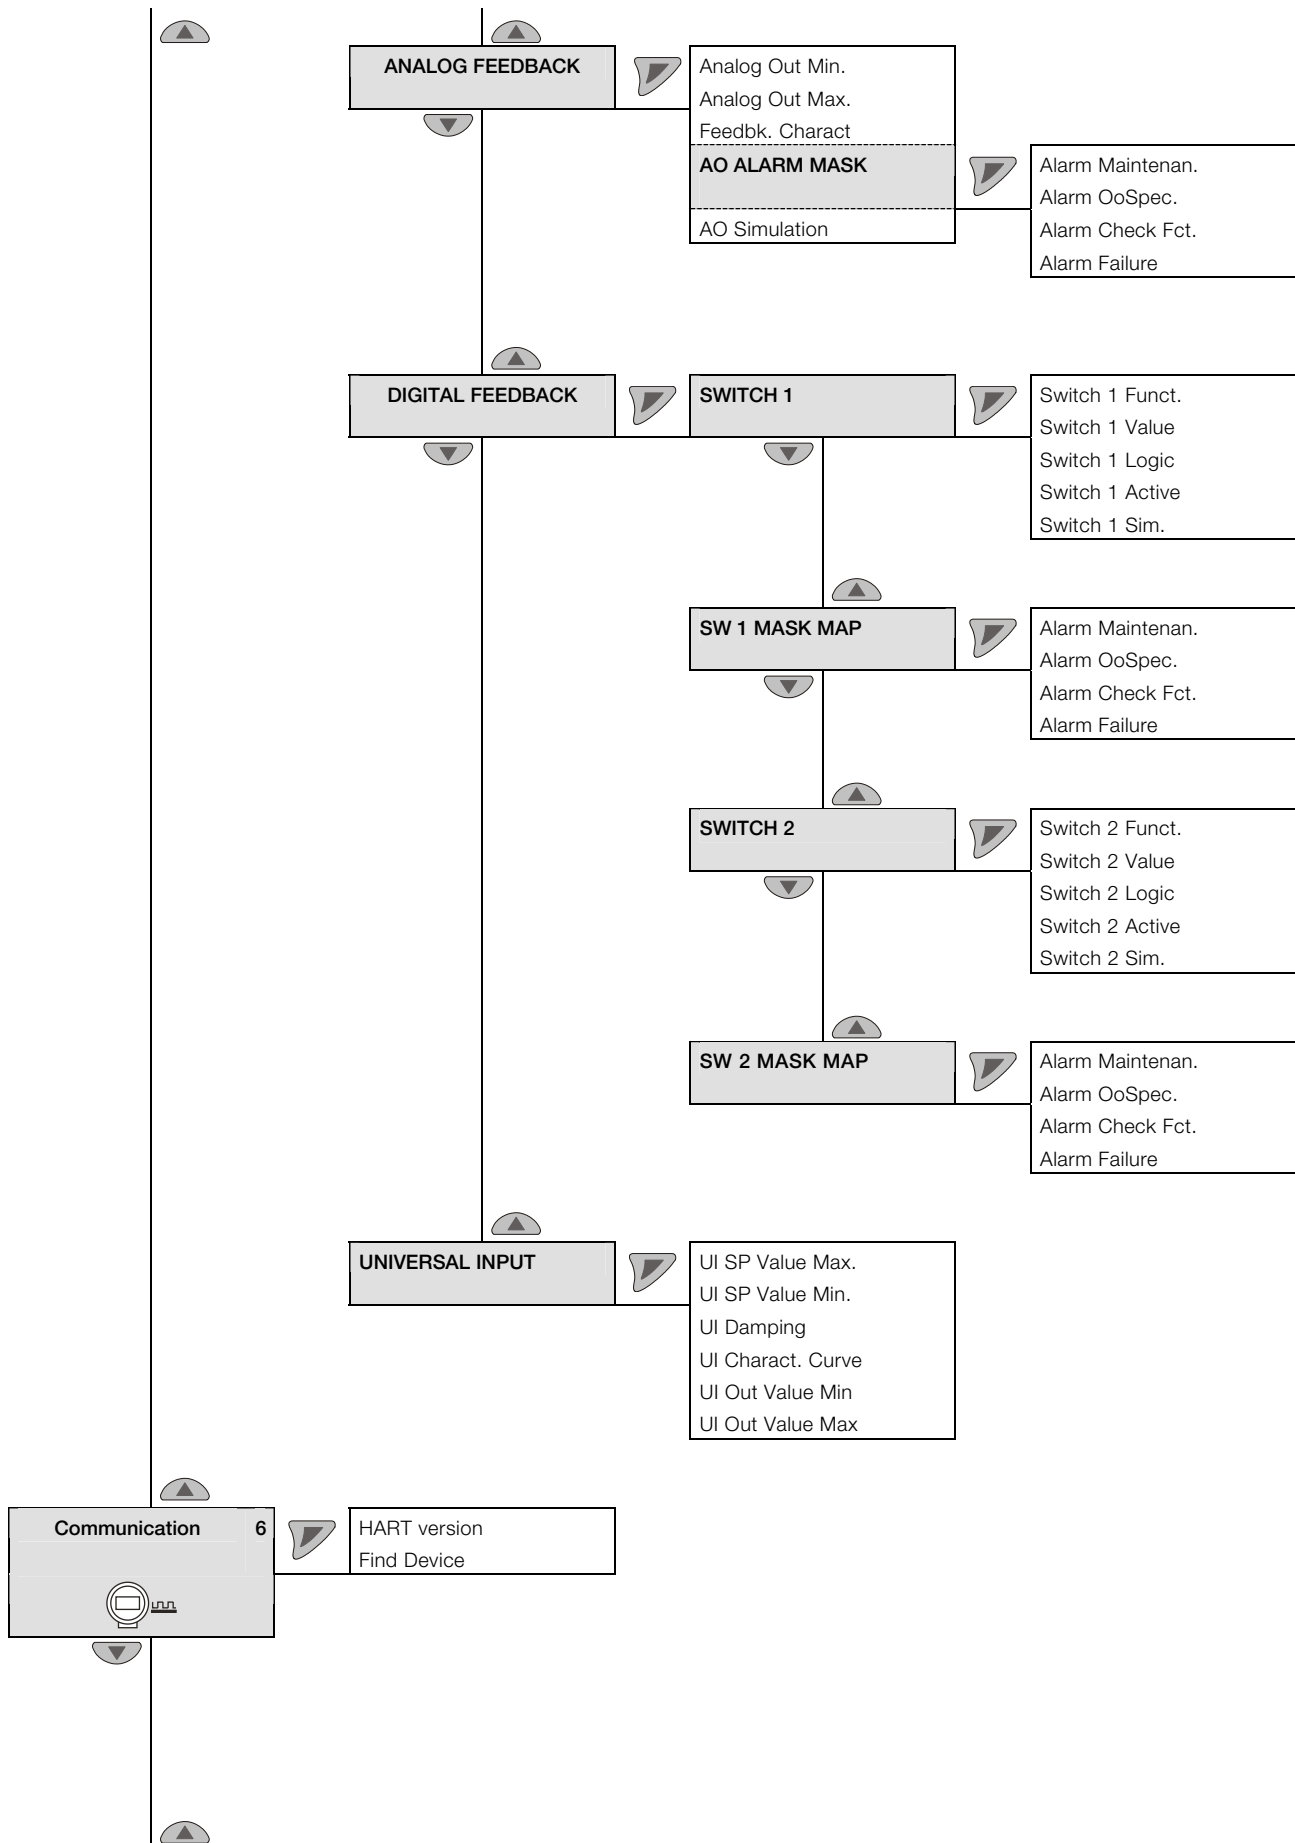 ANALOG FEEDBACK
Analog Out Min.
Analog Out Max.
Feedbk. Charact
AO ALARM MASK
AO Simulation
Alarm Maintenan.
Alarm OoSpec.
Alarm Check Fct.
Alarm Failure
DIGITAL FEEDBACK
SWITCH 1
Switch 1 Funct.
Switch 1 Value
Switch 1 Logic
Switch 1 Active
Switch 1 Sim.
SW 1 MASK MAP
Alarm Maintenan.
Alarm OoSpec.
Alarm Check Fct.
Alarm Failure
SWITCH 2
Switch 2 Funct.
Switch 2 Value
Switch 2 Logic
Switch 2 Active
Switch 2 Sim.
SW 2 MASK MAP
Alarm Maintenan.
Alarm OoSpec.
Alarm Check Fct.
Alarm Failure
UNIVERSAL INPUT
UI SP Value Max.
UI SP Value Min.
UI Damping
UI Charact. Curve
UI Out Value Min
UI Out Value Max
Communication 6
HART version
Find Device